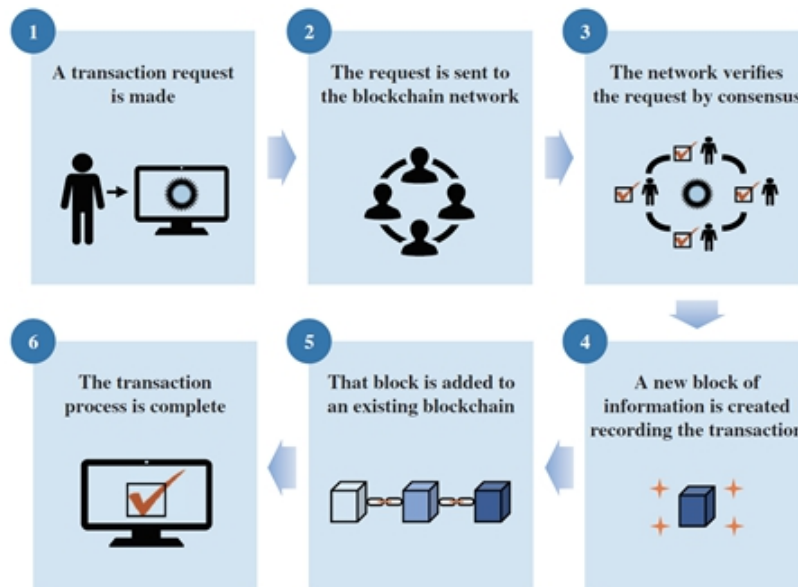 1
A transaction request
is made
2
The request is sent to
the blockchain network
3
The network verifies
the request by consensus
4
A new block of
information is created
recording the transaction
5
That block is added to
an existing blockchain
6
The transaction
process is complete